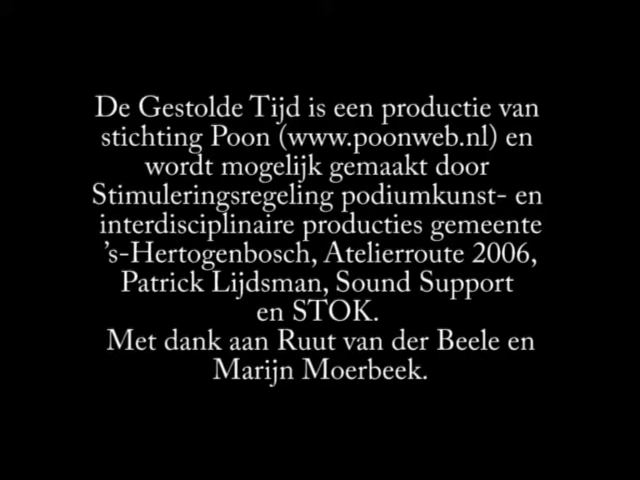 De Gestolde Tijd is een productie van
stichting Poon (www.poonweb.nl) en
wordt mogelijk gemaakt door
Stimuleringsregeling podiumkunst- en
interdisciplinaire producties gemeente
’s-Hertogenbosch, Atelierroute 2006,
Patrick Lijdsman, Sound Support
en STOK.
Met dank aan Ruut van der Beele en
Marijn Moerbeek.